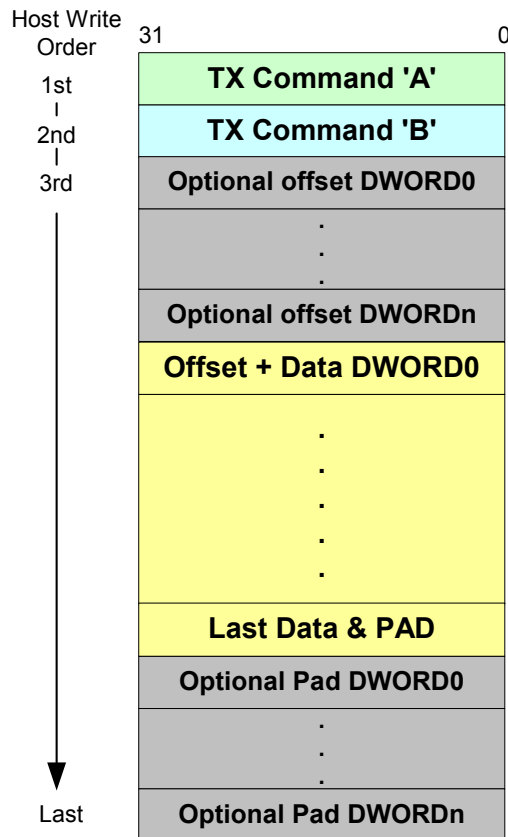 Host Write
Order
31
0
1st
TX Command 'A'
2nd
TX Command 'B'
3rd
Optional offset DWORD0
.
.
.
Optional offset DWORDn
Offset + Data DWORD0
.
.
.
.
.
Last Data & PAD
Optional Pad DWORD0
.
.
.
Last
Optional Pad DWORDn